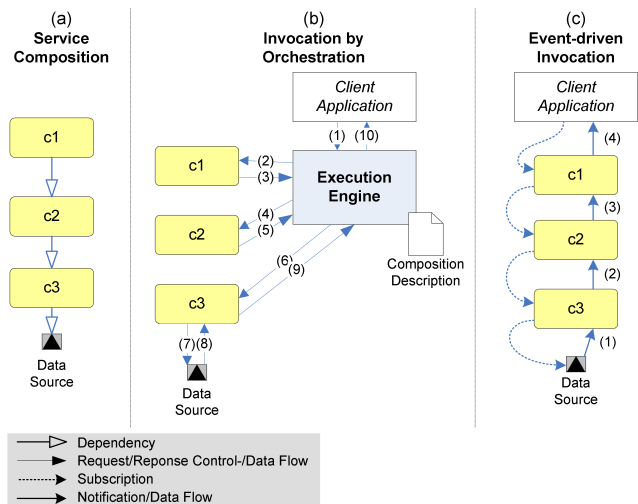 (a)
Service
Composition
c1
c2
c3
Data
Source
(b)
Invocation by
Orchestration
Client
Application
(1)
(10)
c1
(2)
(3)
Execution
Engine
c2
(4)
(5)
Composition
Description
(6)
(9)
c3
(7)
(8)
Data
Source
(c)
Event-driven
Invocation
Client
Application
(4)
c1
(3)
c2
(2)
c3
(1)
Data
Source
Dependency
Request/Reponse Control-/Data Flow
Subscription
Notification/Data Flow